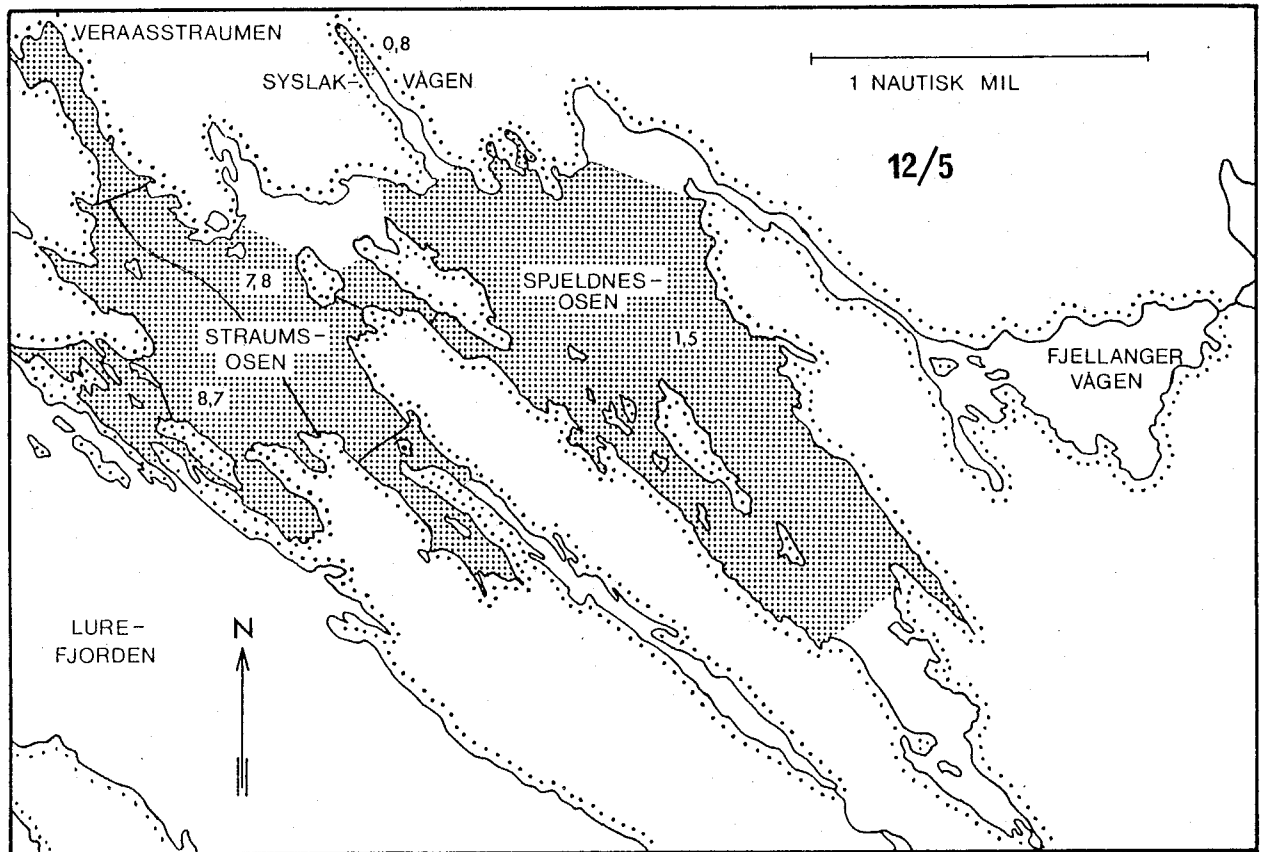 VERAASSTRAUMEN
0,8
SYSLAK- VÅGEN
1 NAUTISK MIL
12/5
7,8
SPJELDNES-
OSEN
STRAUMS-
OSEN
1,5
FJELLANGER
VÅGEN
8,7
LURE-
FJORDEN
N